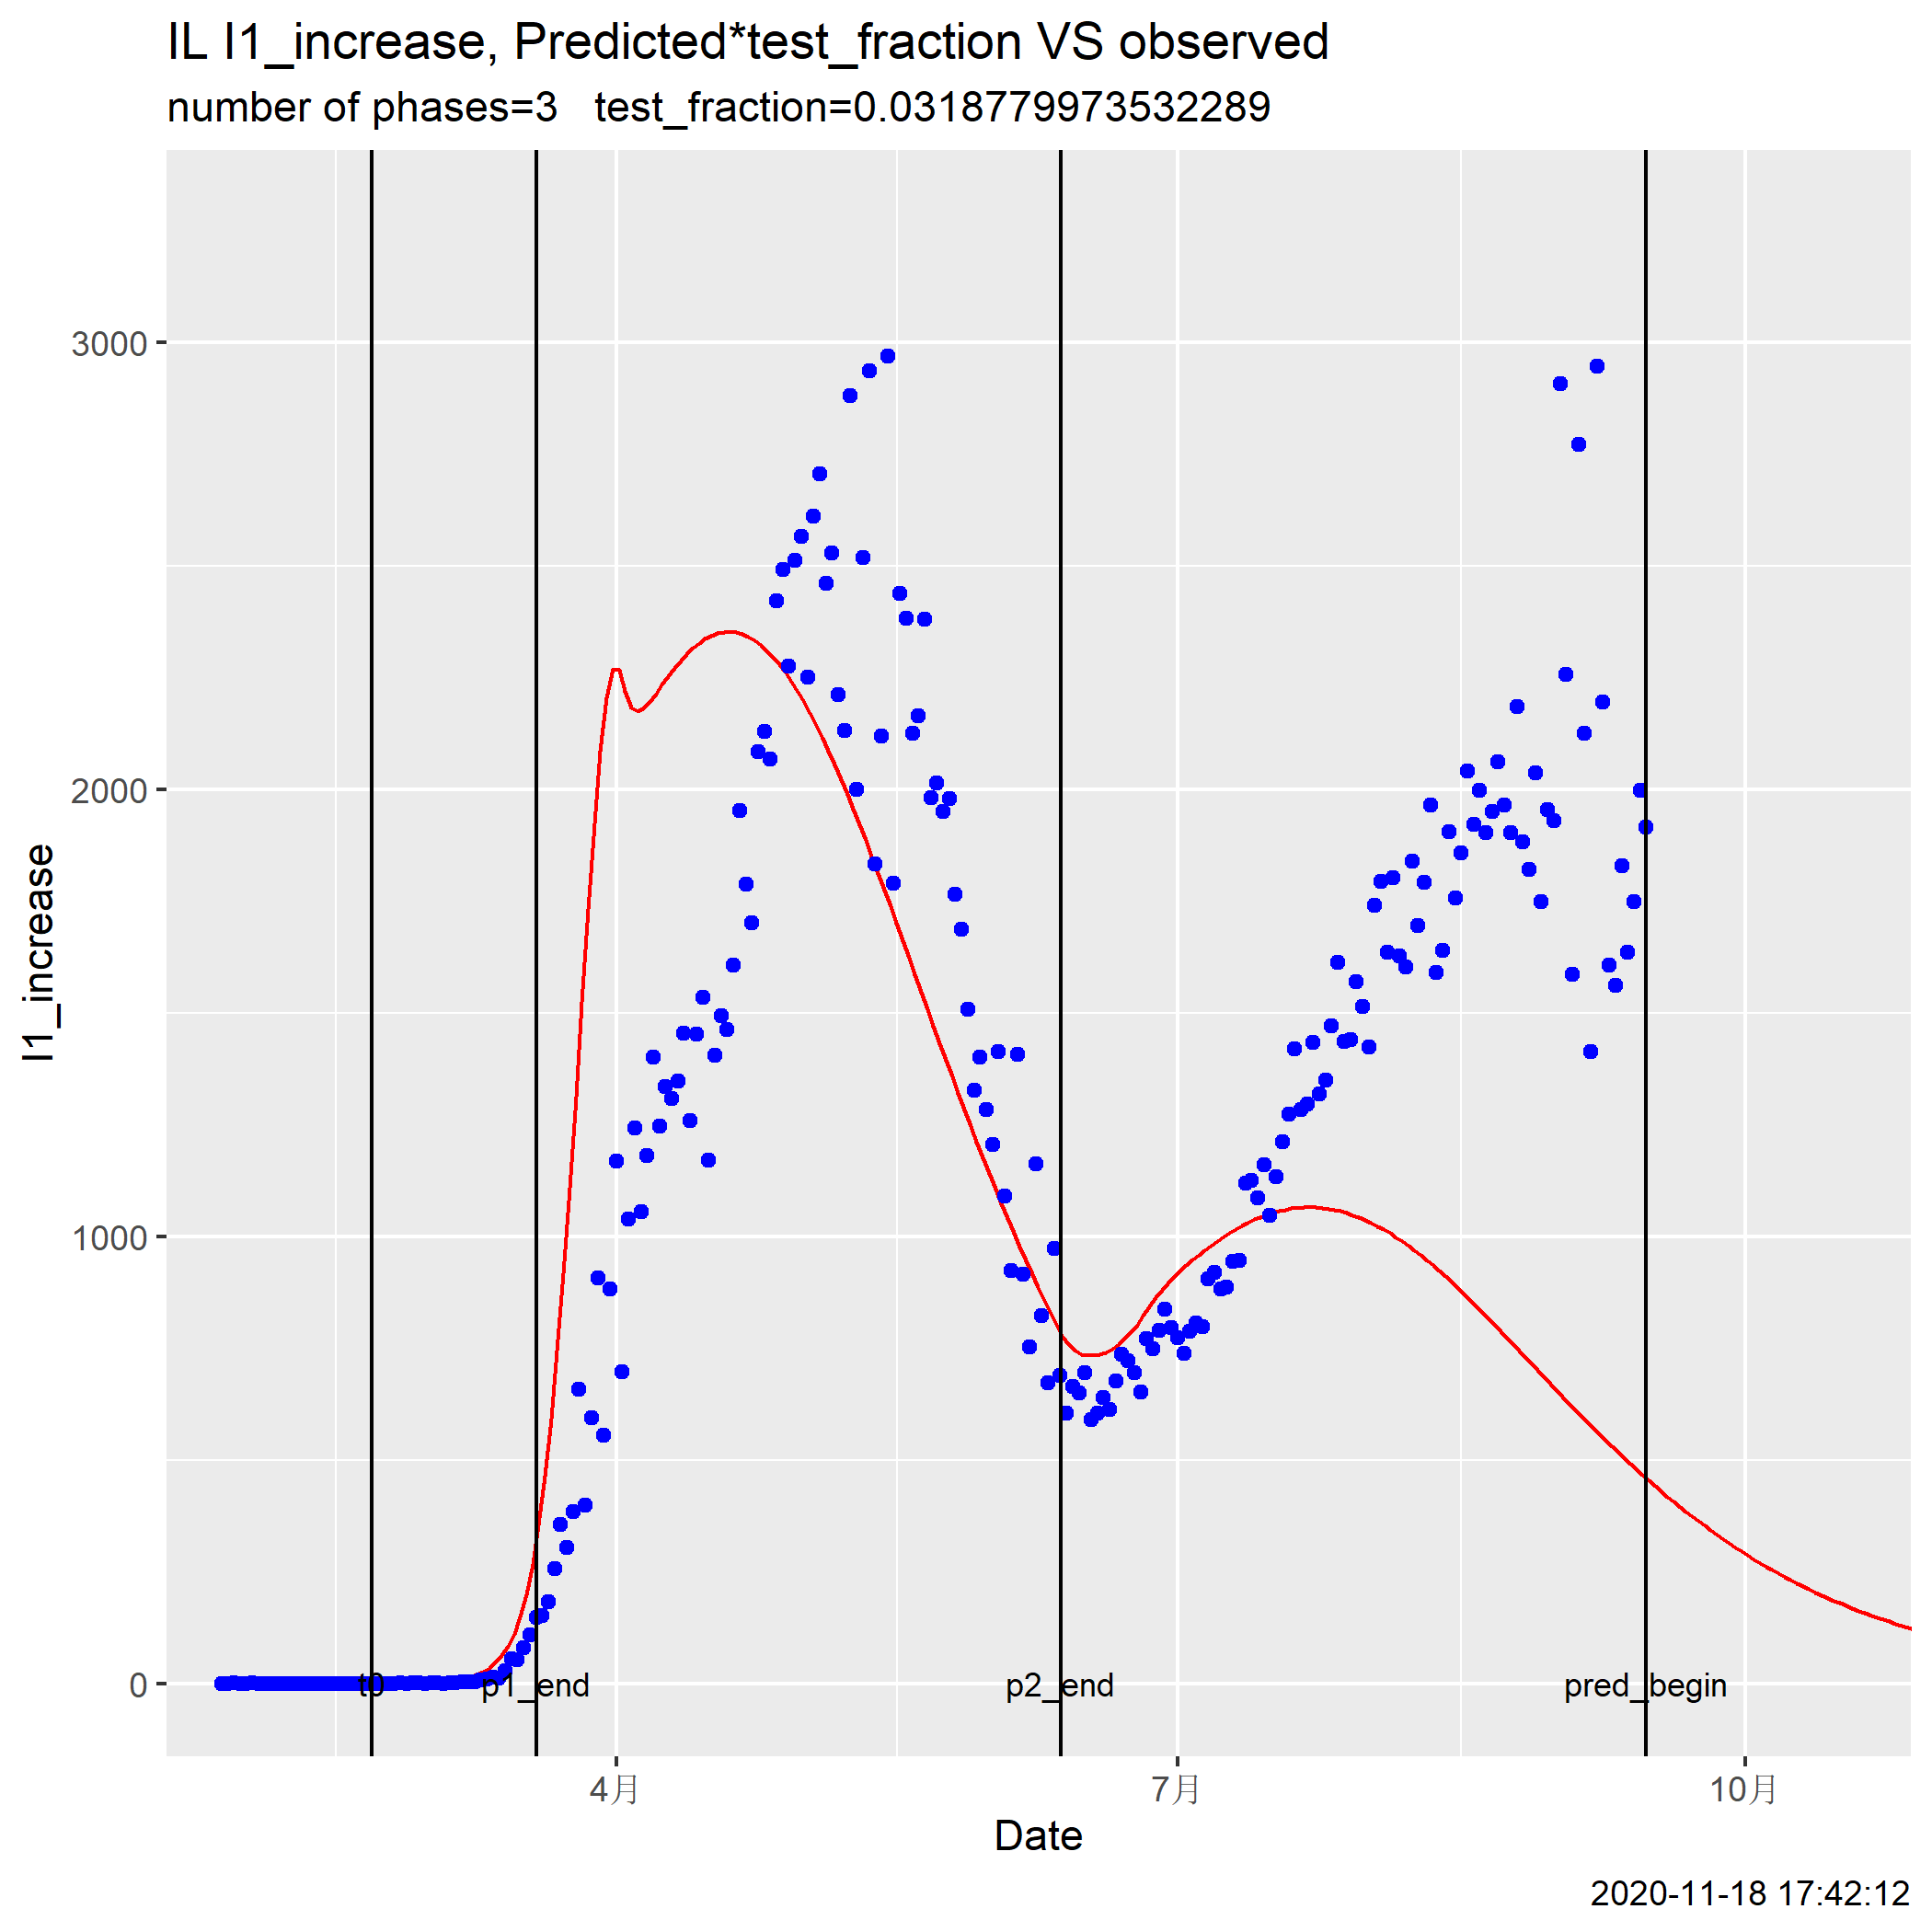 IL I1_increase, Predicted*test_fraction VS observed
number of phases=3 test_fraction=0.0318779973532289
3000
2000
1000
0
I1_increase
t0
p1_end
p2_end
pred_begin
4月
7月
10月
Date
2020-11-18 17:42:12